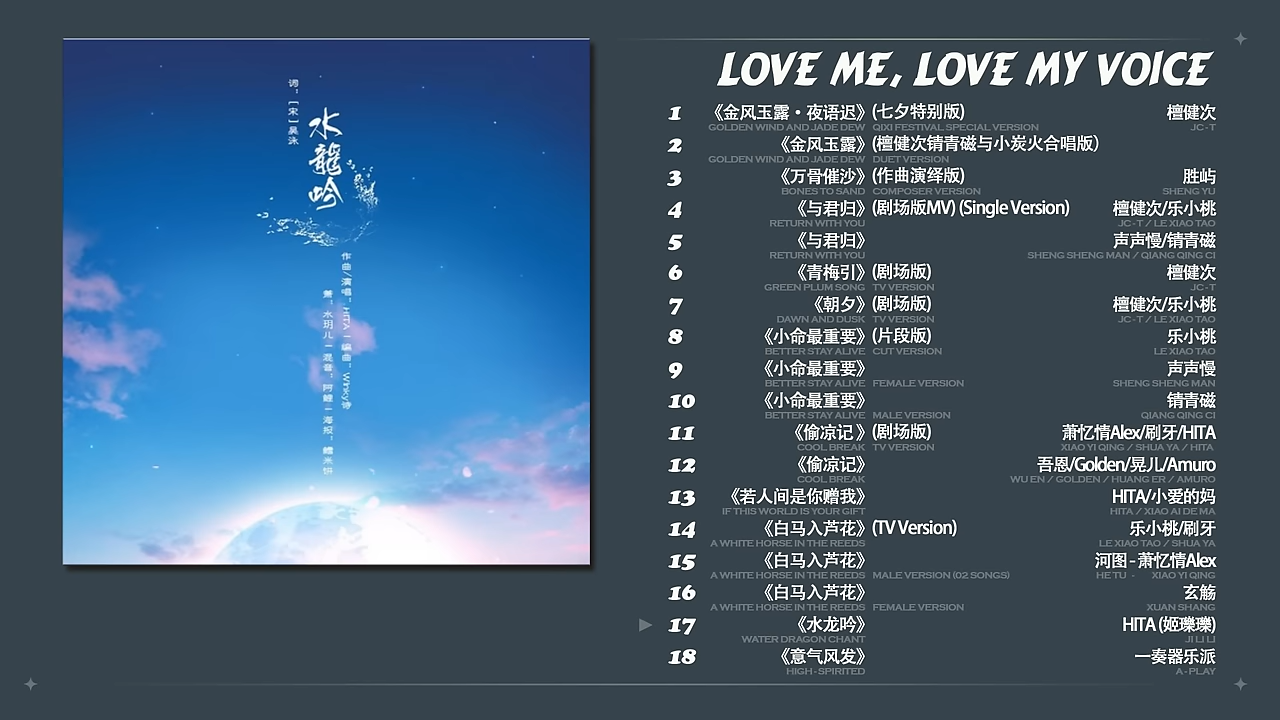 词：【宋】吴泳
水龍吟
作曲/演唱：HITA｜编曲：Winky诗
箫：水玥儿｜混音：阿鲤｜海报：鳕米饼
LOVE ME, LOVE MY VOICE
1 《金风玉露·夜语迟》 (七夕特别版) 檀健次
GOLDEN WIND AND JADE DEW QIXI FESTIVAL SPECIAL VERSION JC-T
2 《金风玉露》 (檀健次锖青磁与小炭火合唱版)
GOLDEN WIND AND JADE DEW DUET VERSION
3 《万骨催沙》 (作曲演绎版) 胜屿
BONES TO SAND COMPOSER VERSION SHENG YU
4 《与君归》 (剧场版MV) (Single Version) 檀健次/乐小桃
RETURN WITH YOU JC-T / LE XIAO TAO
5 《与君归》 声声慢/锖青磁
RETURN WITH YOU SHENG SHENG MAN / QIANG QING CI
6 《青梅引》 (剧场版) 檀健次
GREEN PLUM SONG TV VERSION JC-T
7 《朝夕》 (剧场版) 檀健次/乐小桃
DAWN AND DUSK TV VERSION JC-T / LE XIAO TAO
8 《小命最重要》 (片段版) 乐小桃
BETTER STAY ALIVE CUT VERSION LE XIAO TAO
9 《小命最重要》 声声慢
BETTER STAY ALIVE FEMALE VERSION SHENG SHENG MAN
10 《小命最重要》 锖青磁
BETTER STAY ALIVE MALE VERSION QIANG QING CI
11 《偷凉记 》 (剧场版) 萧忆情Alex/刷牙/HITA
COOL BREAK TV VERSION XIAO YI QING / SHUA YA / HITA
12 《偷凉记》 吾恩/Golden/晃儿/Amuro
COOL BREAK WU EN / GOLDEN / HUANG ER / AMURO
13 《若人间是你赠我》 HITA/小爱的妈
IF THIS WORLD IS YOUR GIFT HITA / XIAO AI DE MA
14 《白马入芦花》 (TV Version) 乐小桃/刷牙
A WHITE HORSE IN THE REEDS LE XIAO TAO / SHUA YA
15 《白马入芦花》 河图 - 萧忆情Alex
A WHITE HORSE IN THE REEDS MALE VERSION (02 SONGS) HE TU - XIAO YI QING
16 《白马入芦花》 玄觞
A WHITE HORSE IN THE REEDS FEMALE VERSION XUAN SHANG
17 《水龙吟》 HITA (姬瓅瓅)
WATER DRAGON CHANT JI LI LI
18 《意气风发》 一奏器乐派
HIGH-SPIRITED A-PLAY